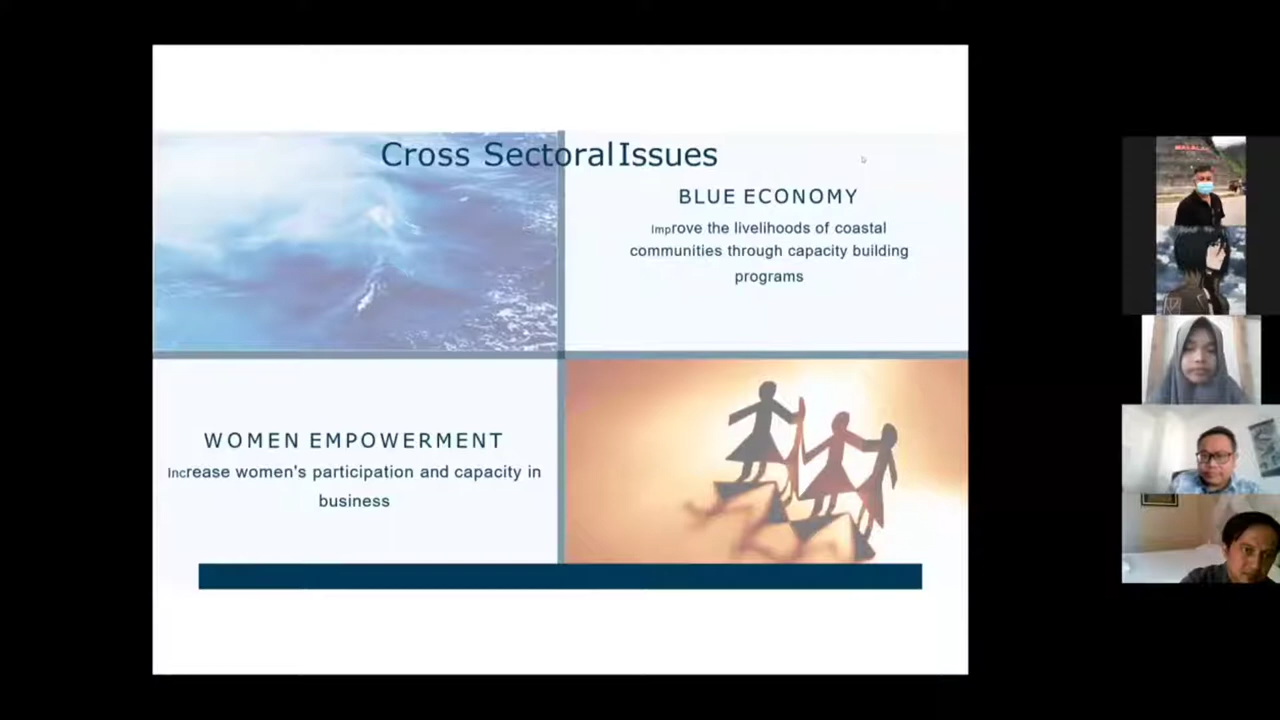 Cross Sectoral Issues
BLUE ECONOMY
Improve the livelihoods of coastal
communities through capacity building
programs
WOMEN EMPOWERMENT
Increase women's participation and capacity in
business